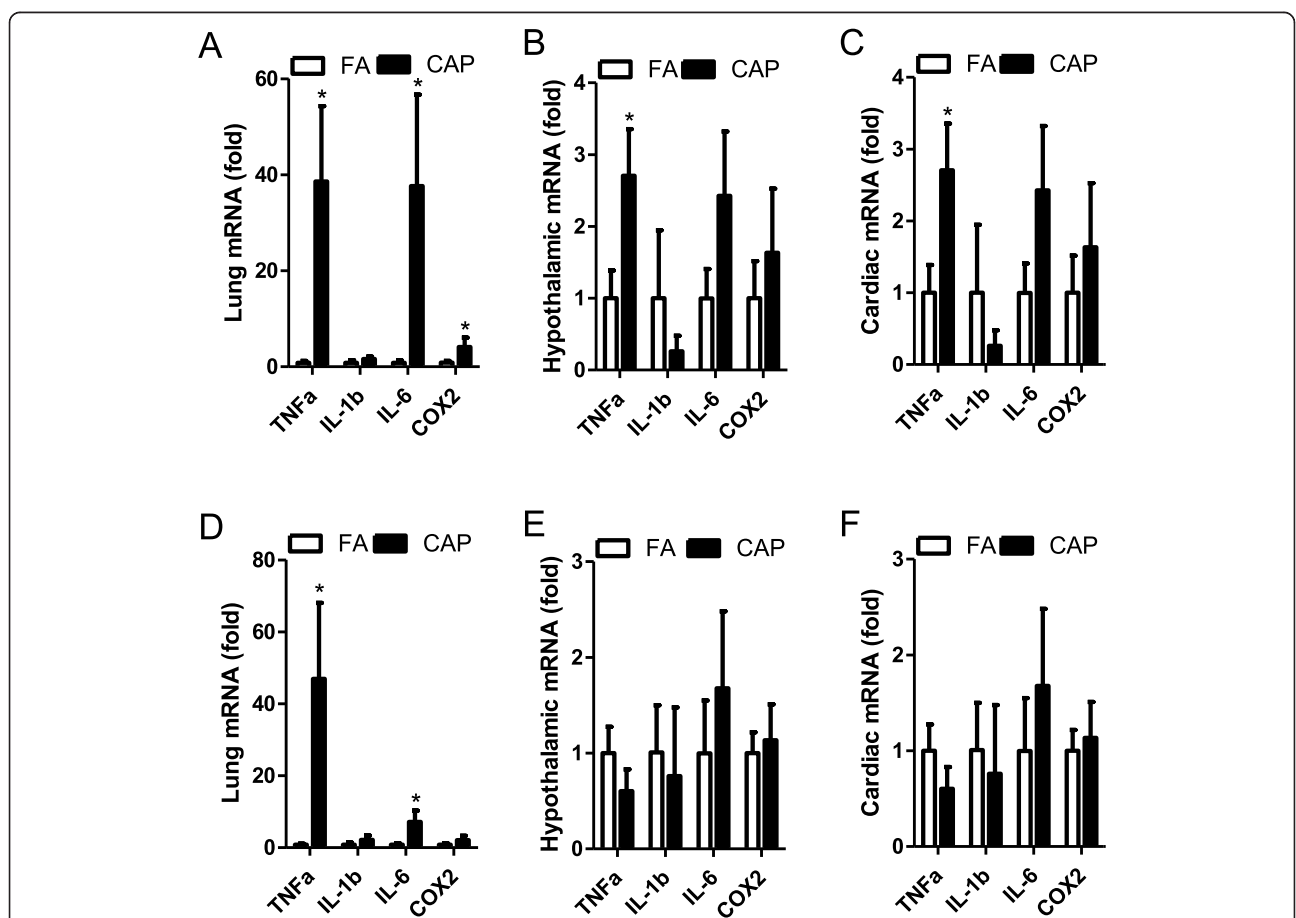 A
FA CAP
Lung mRNA (fold)
60
40
20
0
* * *
TNFa IL-1b IL-6 COX2
B
FA CAP
Hypothalamic mRNA (fold)
4
3
2
1
0
*
TNFa IL-1b IL-6 COX2
C
FA CAP
Cardiac mRNA (fold)
4
3
2
1
0
*
TNFa IL-1b IL-6 COX2
D
FA CAP
Lung mRNA (fold)
80
60
40
20
0
* *
TNFa IL-1b IL-6 COX2
E
FA CAP
Hypothalamic mRNA (fold)
3
2
1
0
TNFa IL-1b IL-6 COX2
F
FA CAP
Cardiac mRNA (fold)
3
2
1
0
TNFa IL-1b IL-6 COX2